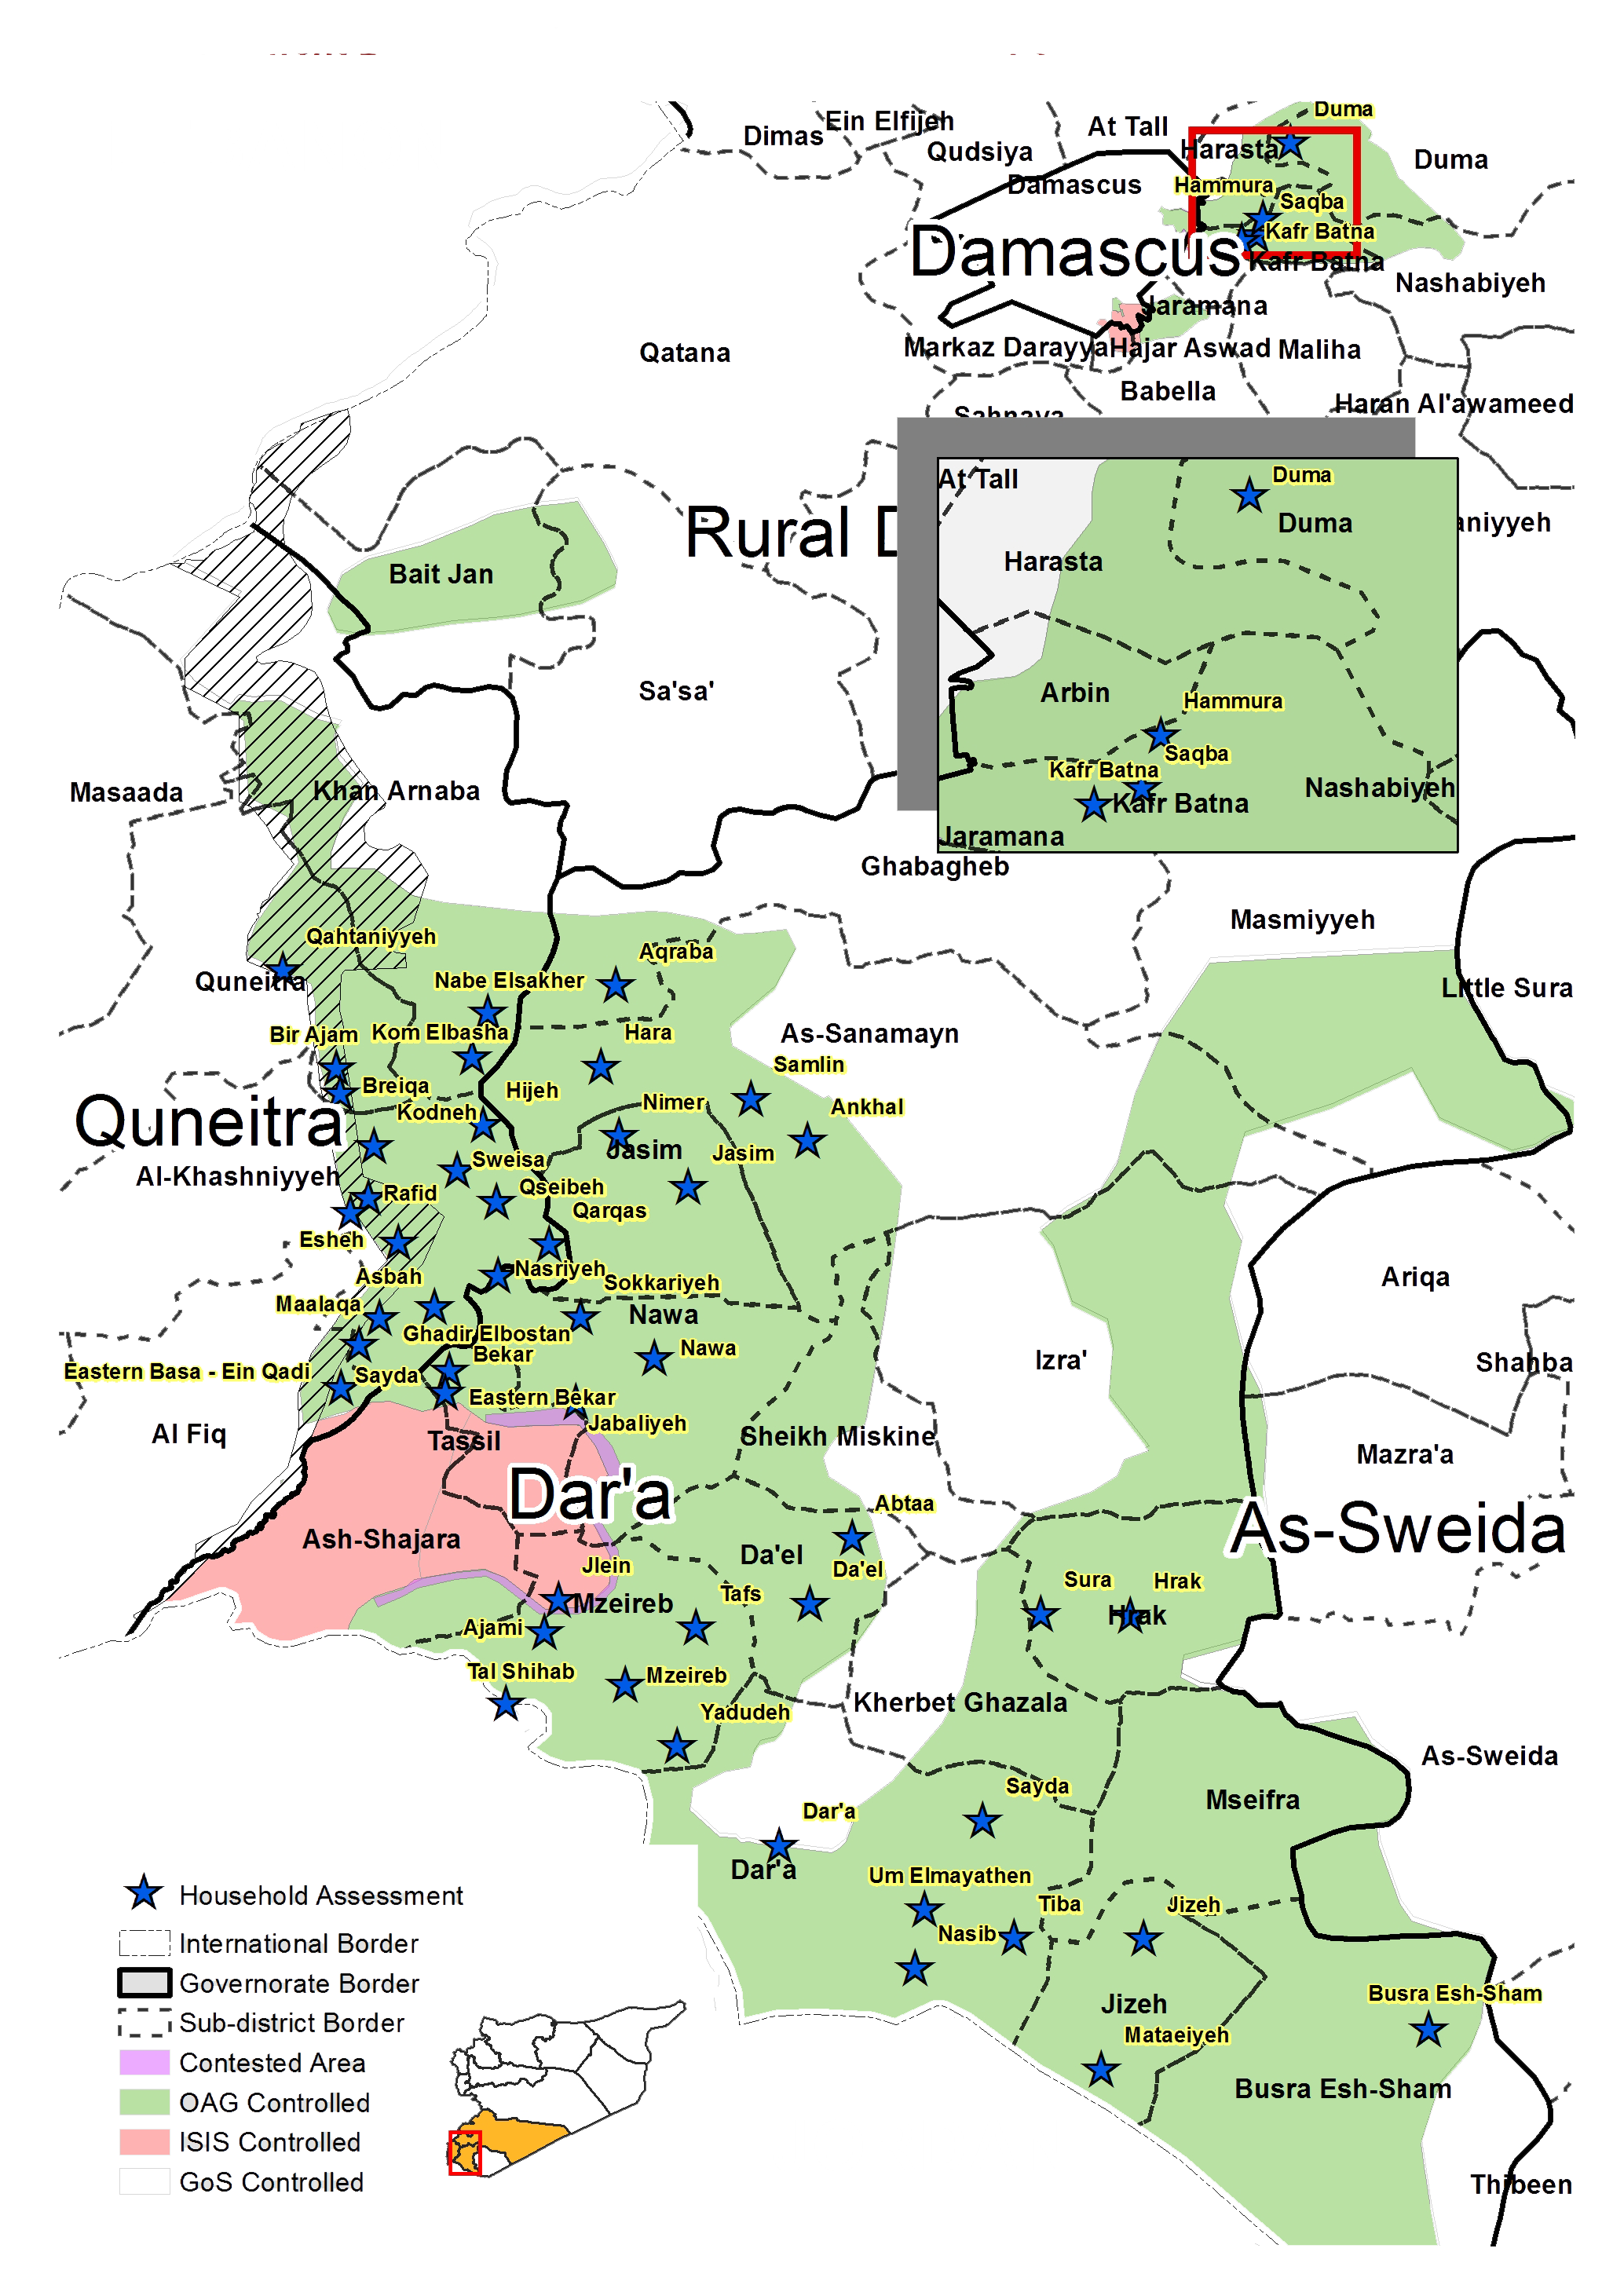 Duma
Ein Elfijeh
At Tall
Dimas
Qudsiya
Harasta
Duma
Damascus
Hammura
Saqba
Kafr Batna
Damascus
Kafr Batna
Nashabiyeh
Jaramana
Qatana
Markaz Darayya
Hajar Aswad
Maliha
Babella
Haran Al'awameed
Sahnaya
At Tall
Duma
Rural D
Duma
aniyyeh
Harasta
Bait Jan
Sa'sa'
Arbin
Hammura
Saqba
Kafr Batna
Masaada
Khan Arnaba
Nashabiyeh
Kafr Batna
Jaramana
Ghabagheb
Masmiyyeh
Qahtaniyyeh
Aqraba
Quneitra
Nabe Elsakher
Little Sura
Bir Ajam
Kom Elbasha
Hara
As-Sanamayn
Samlin
Breiqa
Hijeh
Nimer
Ankhal
Quneitra
Kodneh
Jasim
Jasim
Sweisa
Al-Khashniyyeh
Rafid
Qseibeh
Qarqas
Esheh
Nasriyeh
Asbah
Sokkariyeh
Ariqa
Maalaqa
Nawa
Ghadir Elbostan
Nawa
Bekar
Izra'
Shahba
Eastern Basa - Ein Qadi
Sayda
Eastern Bekar
Jabaliyeh
Al Fiq
Tassil
Sheikh Miskine
Mazra'a
Dar'a
Abtaa
As-Sweida
Ash-Shajara
Da'el
Jlein
Da'el
Sura
Hrak
Tafs
Mzeireb
Hrak
Ajami
Tal Shihab
Mzeireb
Kherbet Ghazala
Yadudeh
As-Sweida
Sayda
Mseifra
Dar'a
Dar'a
Um Elmayathen
Tiba
Jizeh
Nasib
Busra Esh-Sham
Jizeh
Mataeiyeh
Busra Esh-Sham
Thibeen
Household Assessment
International Border
Governorate Border
Sub-district Border
Contested Area
OAG Controlled
ISIS Controlled
GoS Controlled